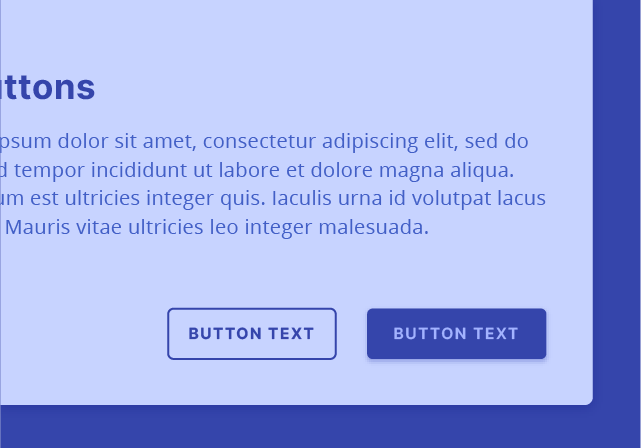 ttons
psum dolor sit amet, consectetur adipiscing elit, sed do
d tempor incididunt ut labore et dolore magna aliqua.
um est ultricies integer quis. Iaculis urna id volutpat lacus
Mauris vitae ultricies leo integer malesuada.
BUTTON TEXT BUTTON TEXT